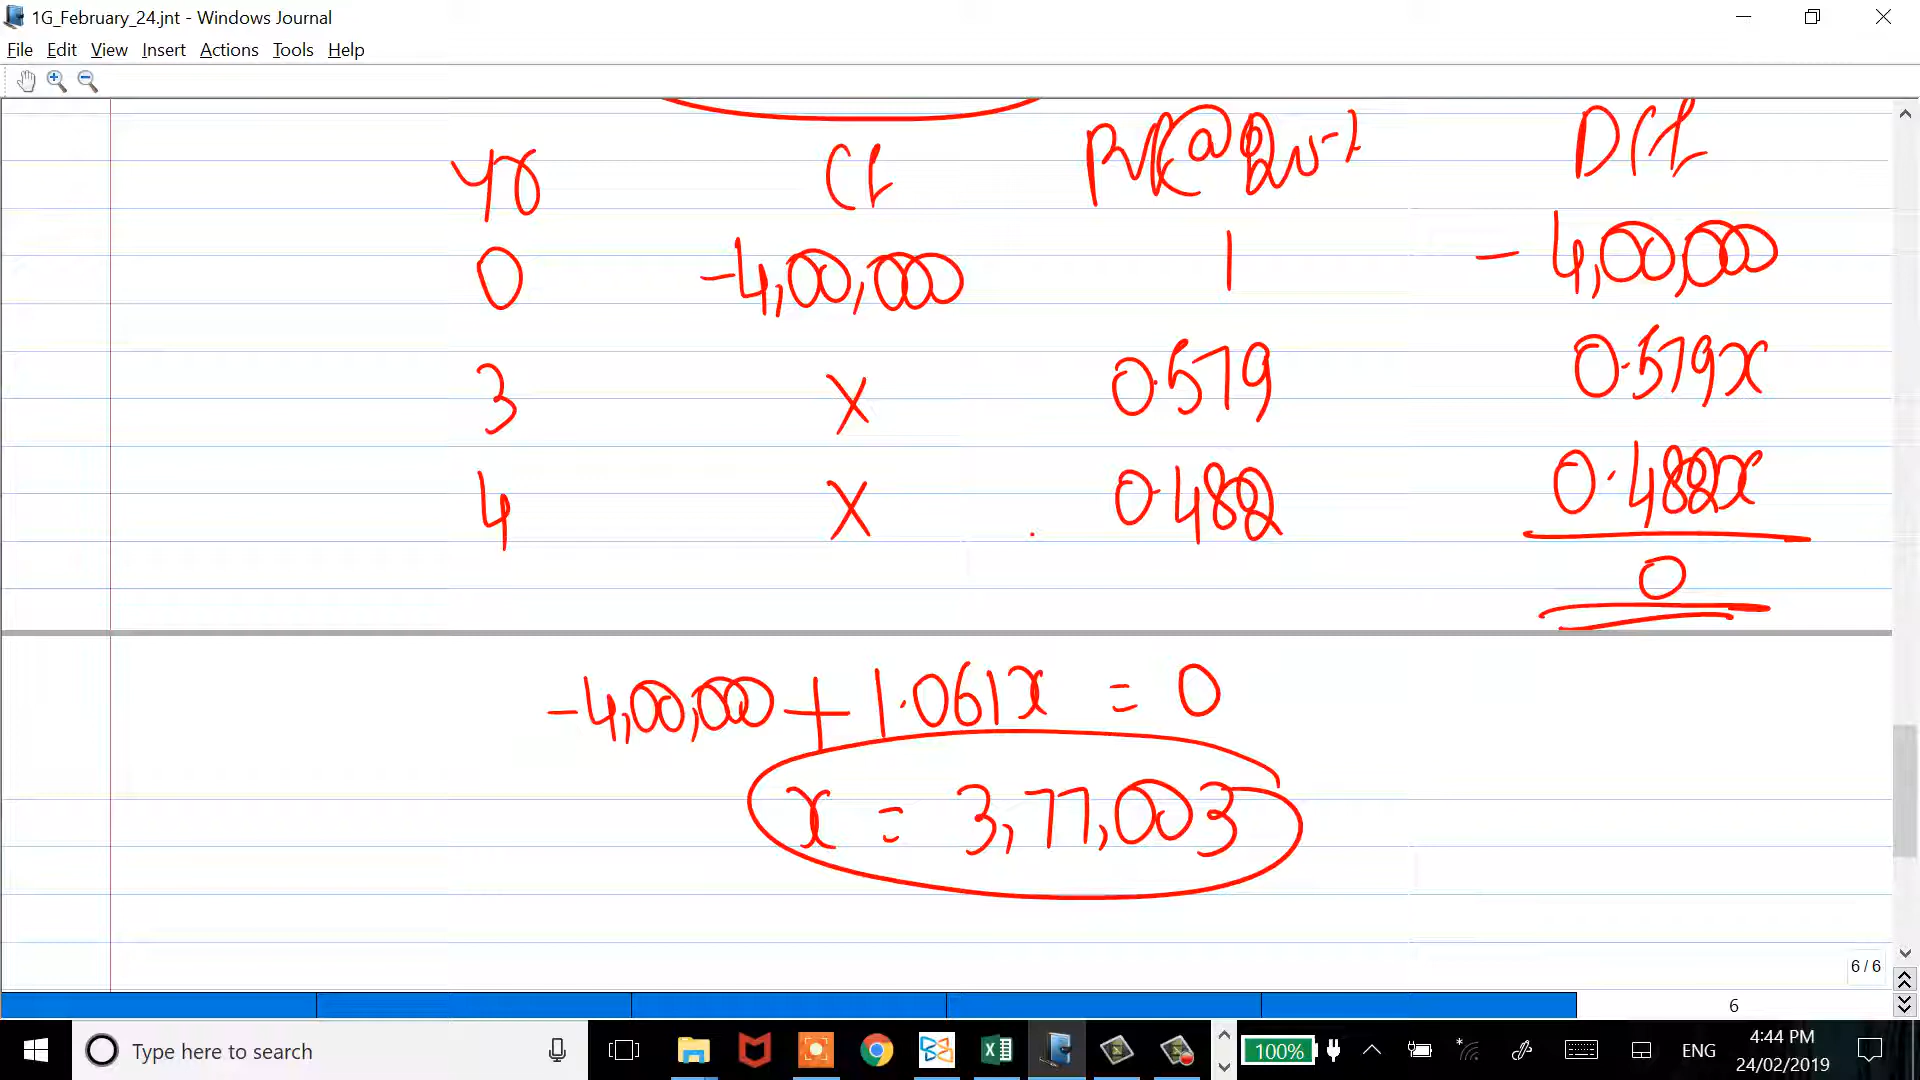 1G_February_24.jnt - Windows Journal
File Edit View Insert Actions Tools Help
Yr CF PVF@20% DCF
0 -4,00,000 1 - 4,00,000
3 X 0.579 0.579x
4 X 0.482 0.482x
0
-4,00,000 + 1.061x = 0
x = 3,77,003
6 / 6
6
Type here to search
100%
ENG
4:44 PM
24/02/2019